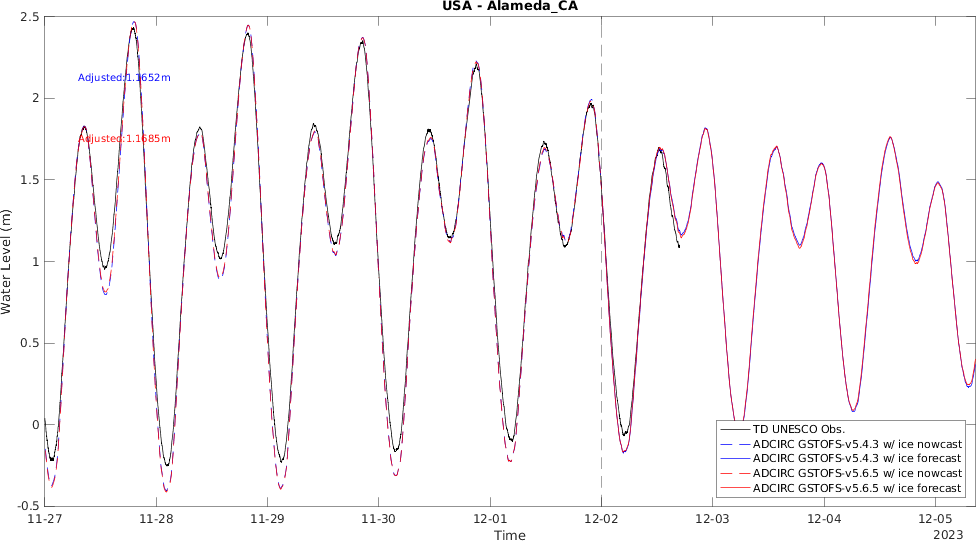 USA - Alameda_CA
2.5
2
1.5
1
0.5
0
-0.5
Water Level (m)
Adjusted:1.1652m
Adjusted:1.1685m
TD UNESCO Obs.
ADCIRC GSTOFS-v5.4.3 w/ ice nowcast
ADCIRC GSTOFS-v5.4.3 w/ ice forecast
ADCIRC GSTOFS-v5.6.5 w/ ice nowcast
ADCIRC GSTOFS-v5.6.5 w/ ice forecast
11-27 11-28 11-29 11-30 12-01 12-02 12-03 12-04 12-05
Time
2023